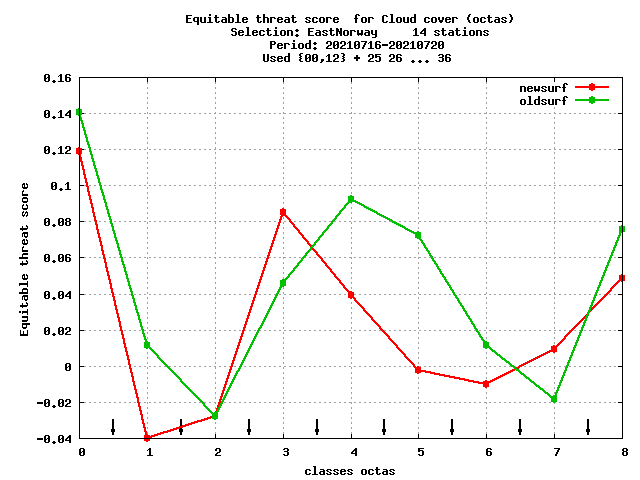 Equitable threat score  for Cloud cover (octas)
Selection: EastNorway     14 stations
Period: 20210716-20210720
Used {00,12} + 25 26 ... 36
newsurf
oldsurf
0.16
0.14
0.12
0.1
0.08
0.06
0.04
0.02
0
-0.02
-0.04
Equitable threat score
0 1 2 3 4 5 6 7 8
classes octas